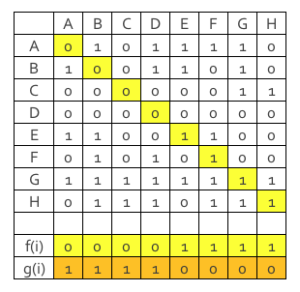 A B C D E F G H
A 0 1 0 1 1 1 1 0
B 1 0 0 1 1 0 1 0
C 0 0 0 0 0 0 1 1
D 0 0 0 0 0 0 0 0
E 1 1 0 0 1 1 0 0
F 0 1 0 1 0 1 0 0
G 1 1 1 1 1 1 1 1
H 0 1 1 1 0 1 1 1
f(i) 0 0 0 0 1 1 1 1
g(i) 1 1 1 1 0 0 0 0